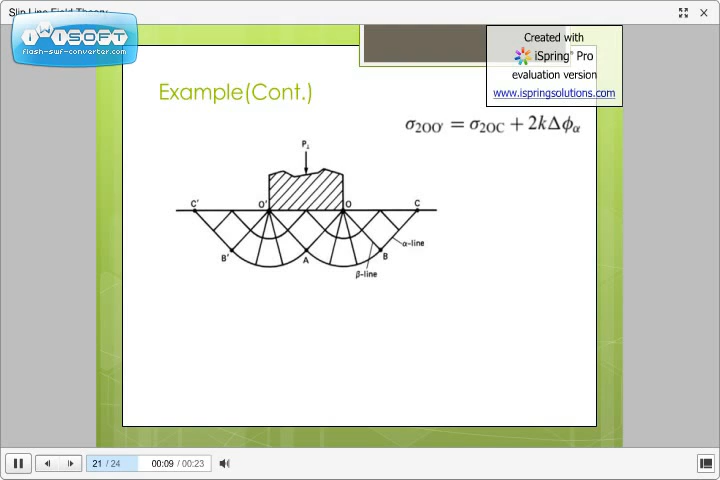 Slip Line Field Theory
iWiSOFT
flash-swf-converter.com
Created with
iSpring® Pro
evaluation version
www.ispringsolutions.com
Example(Cont.)
σ2OO' = σ2OC + 2kΔϕα
P⊥
C' O' O C
α-line
B' A B
β-line
21 / 24 00:09 / 00:23